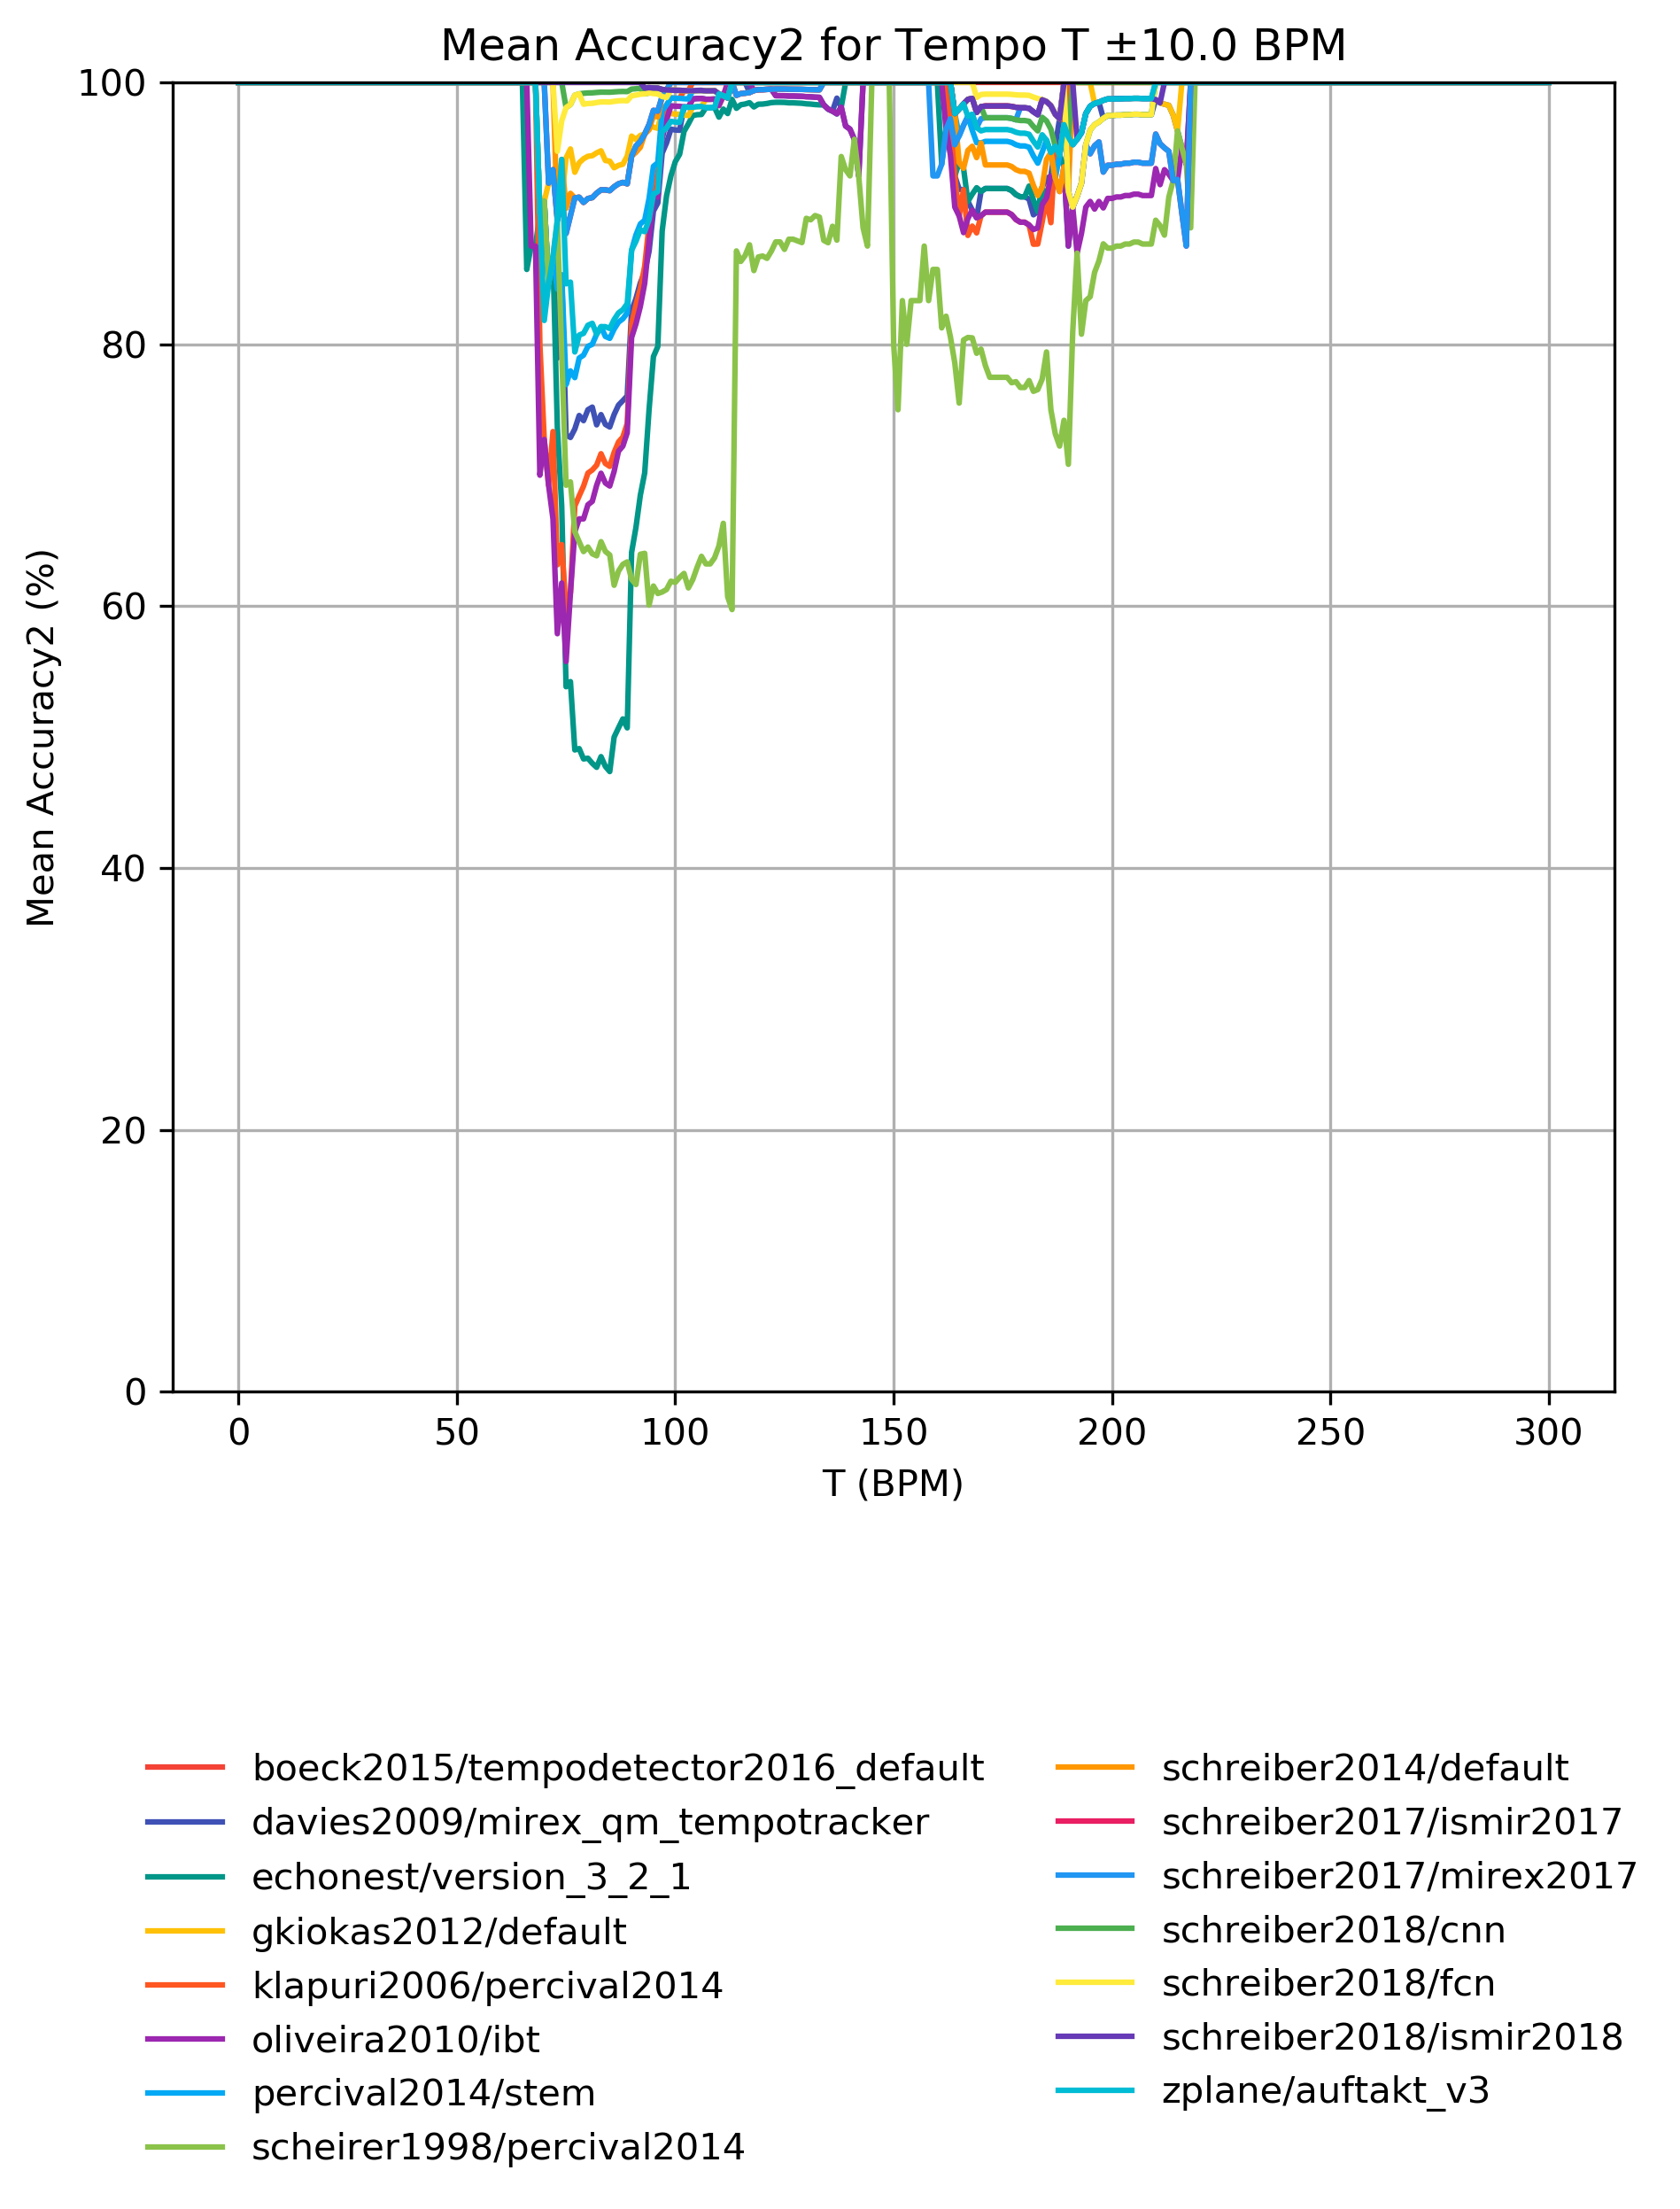 Mean Accuracy2 for Tempo T ±10.0 BPM
100
80
60
40
20
0
Mean Accuracy2 (%)
0 50 100 150 200 250 300
T (BPM)
boeck2015/tempodetector2016_default
davies2009/mirex_qm_tempotracker
echonest/version_3_2_1
gkiokas2012/default
klapuri2006/percival2014
oliveira2010/ibt
percival2014/stem
scheirer1998/percival2014
schreiber2014/default
schreiber2017/ismir2017
schreiber2017/mirex2017
schreiber2018/cnn
schreiber2018/fcn
schreiber2018/ismir2018
zplane/auftakt_v3